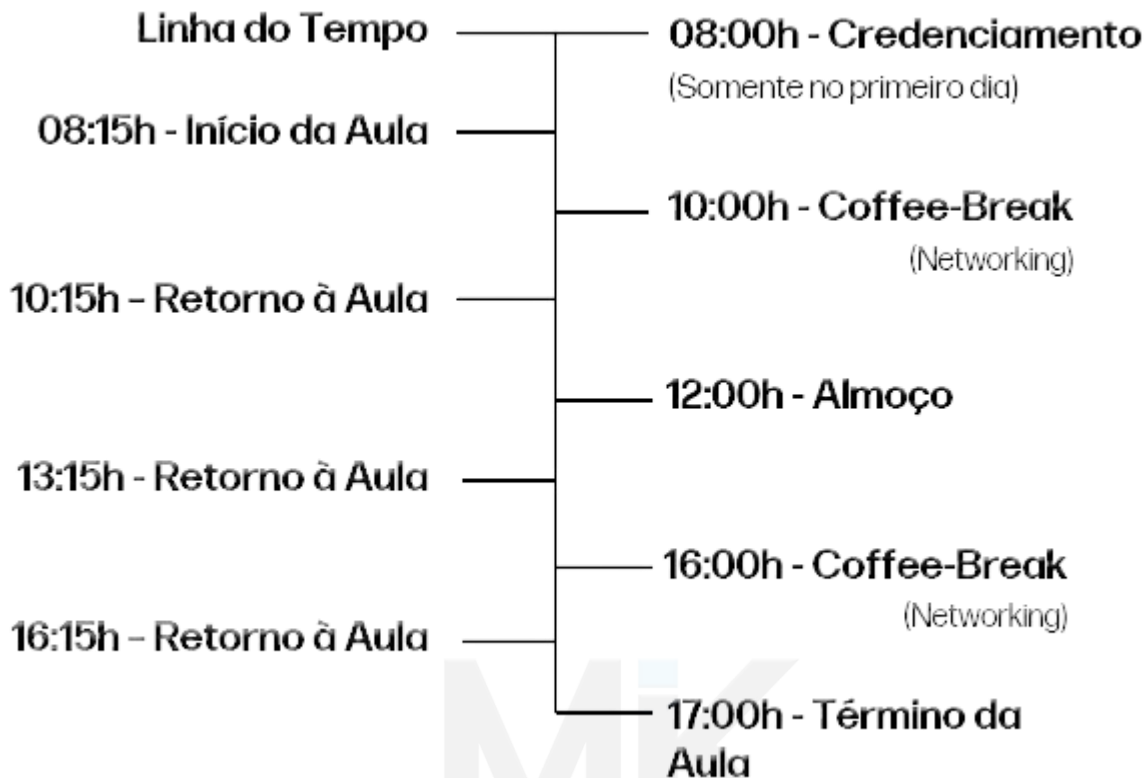 Linha do Tempo
08:00h - Credenciamento
(Somente no primeiro dia)
08:15h - Início da Aula
10:00h - Coffee-Break
(Networking)
10:15h – Retorno à Aula
12:00h - Almoço
13:15h - Retorno à Aula
16:00h - Coffee-Break
(Networking)
16:15h – Retorno à Aula
17:00h - Término da
Aula
MiK